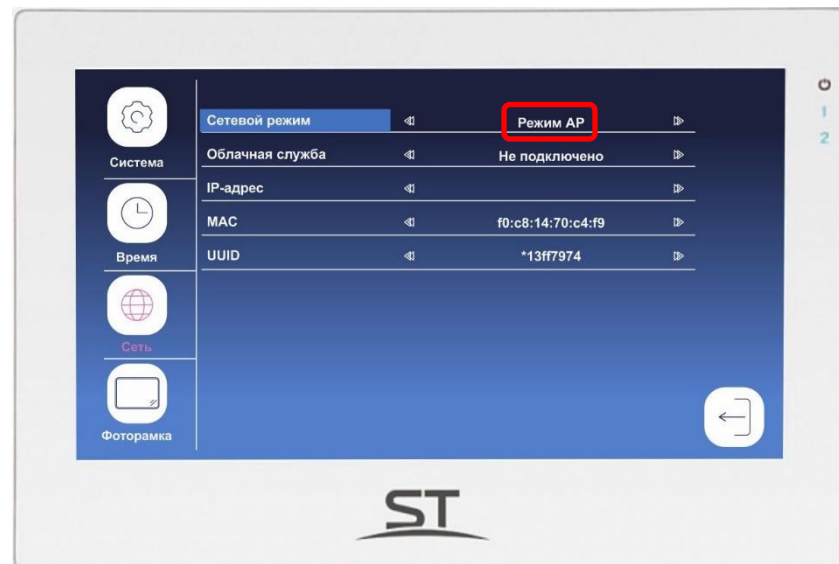 Система
Время
Сеть
Фоторамка
Сетевой режим Режим AP
Облачная служба Не подключено
IP-адрес
MAC f0:c8:14:70:c4:f9
UUID *13ff7974
1
2
ST